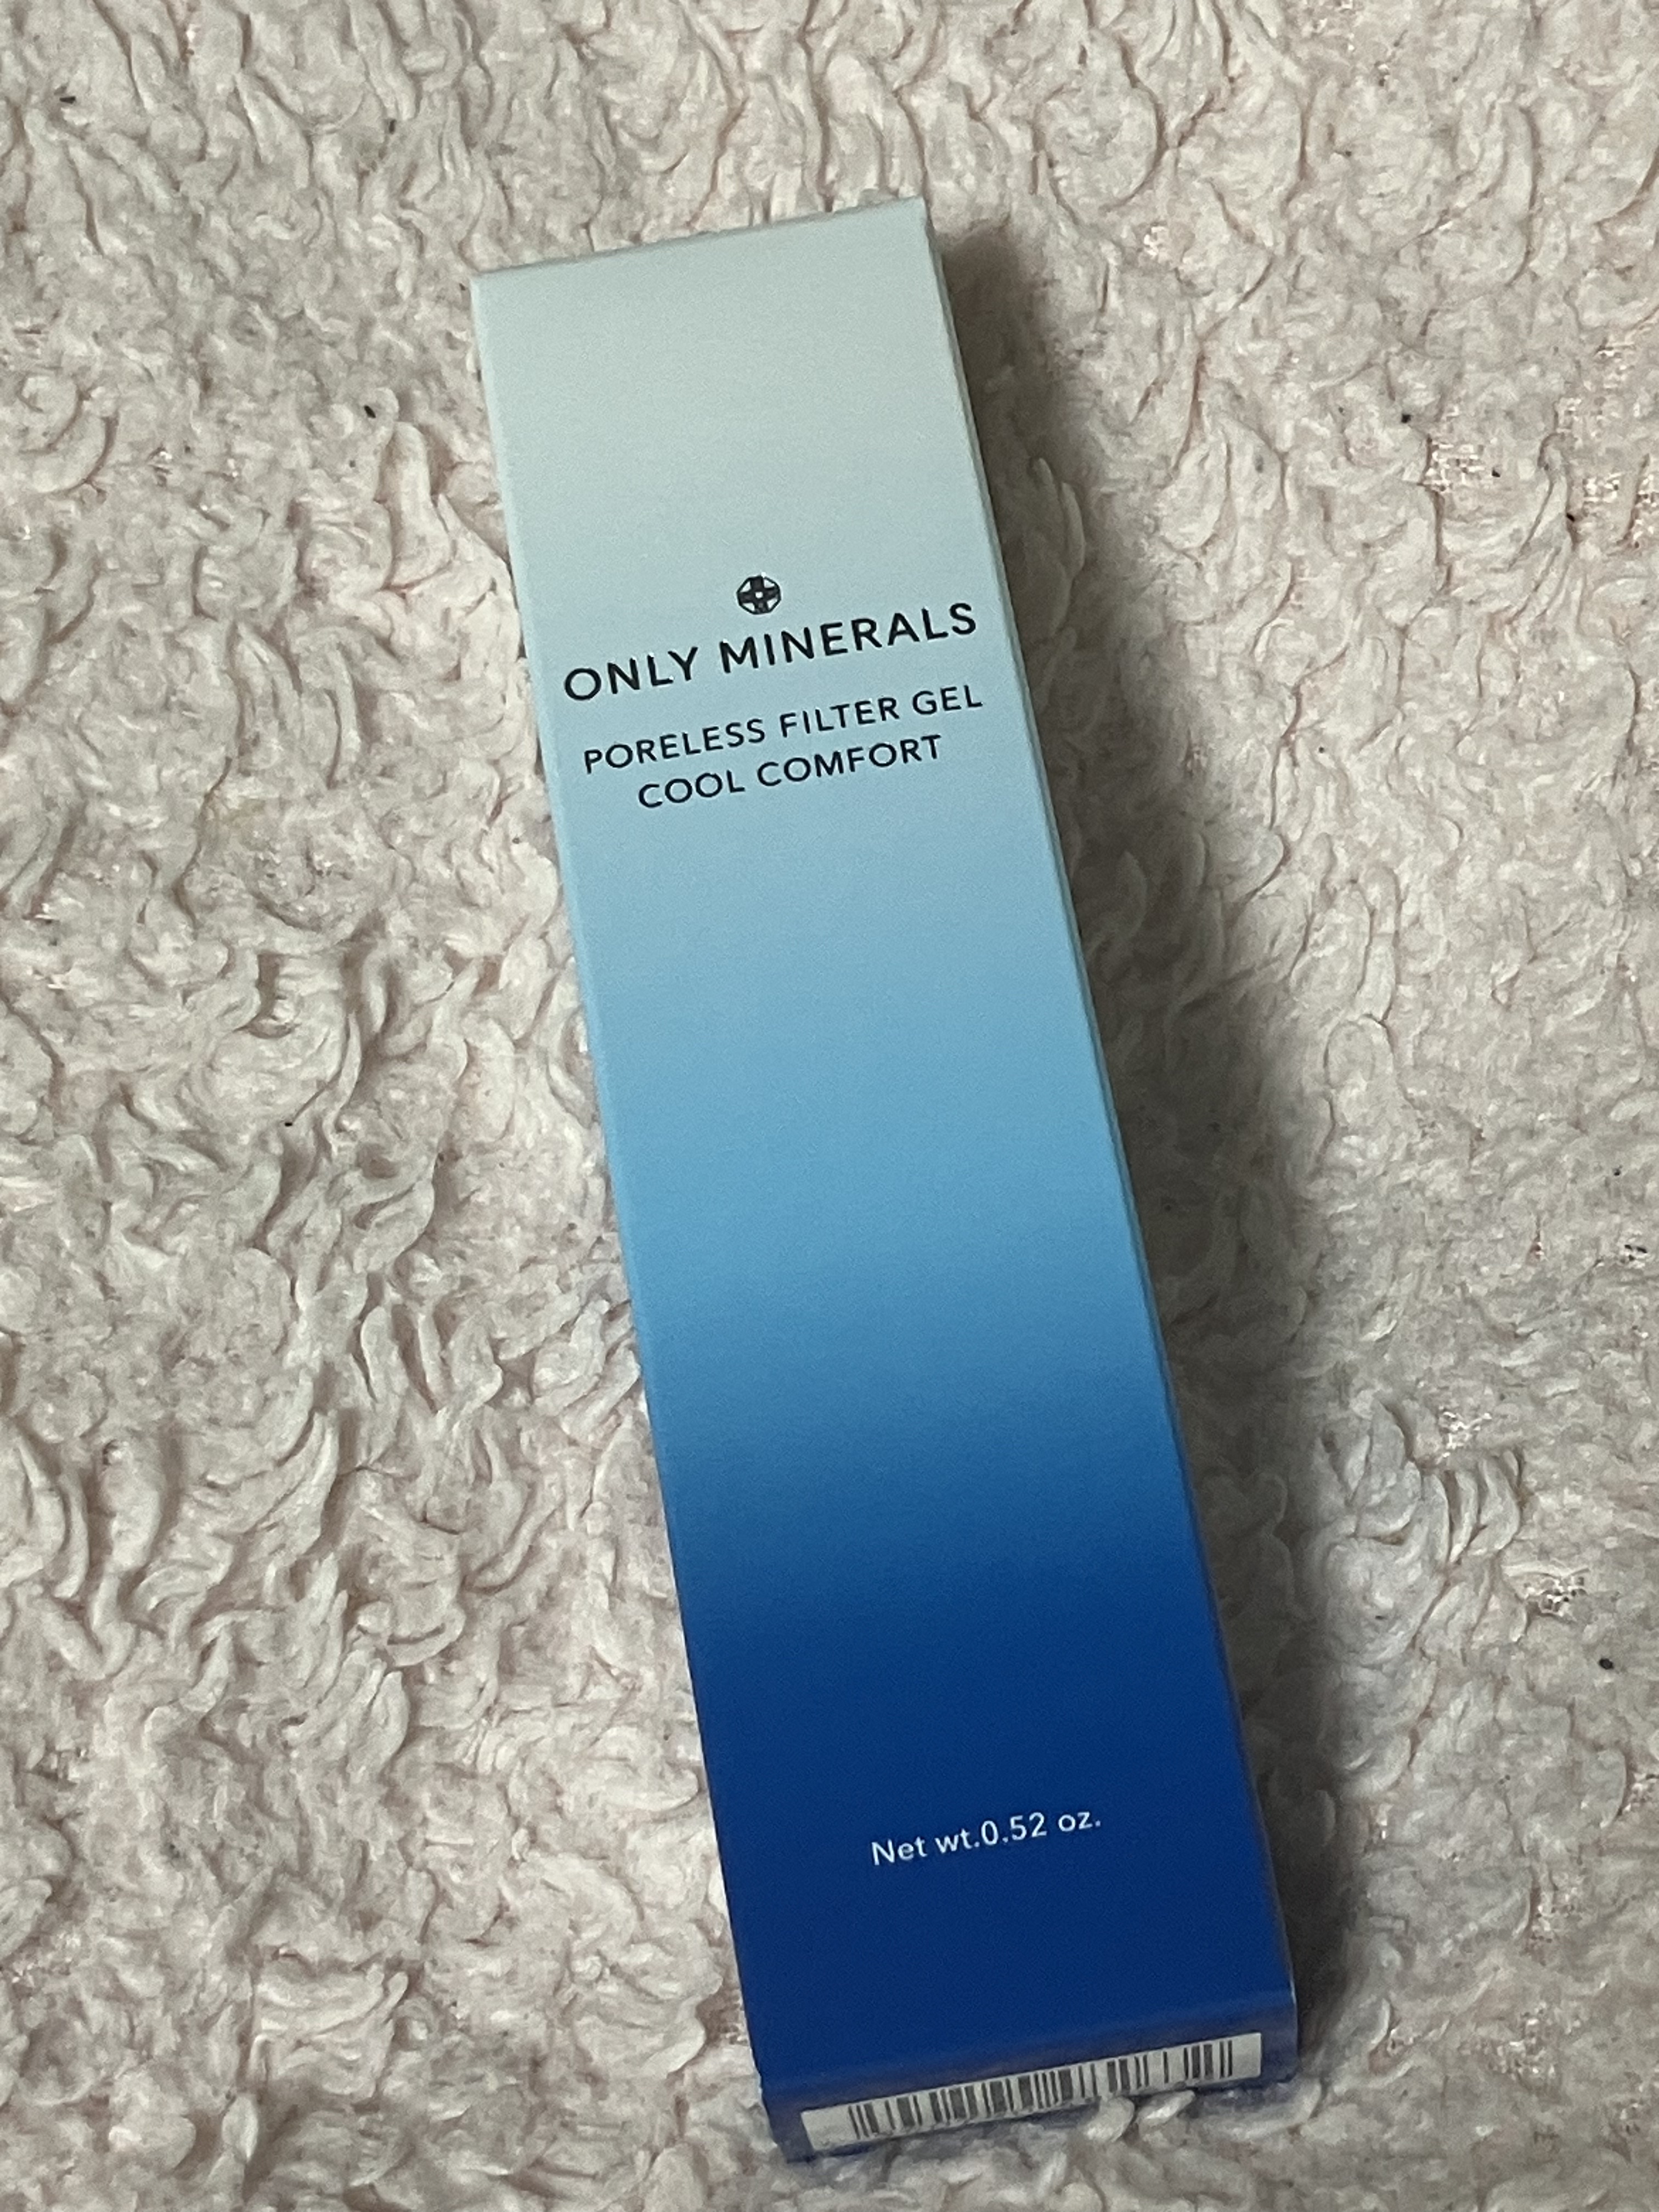 ONLY MINERALS
PORELESS FILTER GEL
COOL COMFORT
Net wt.0.52 oz.